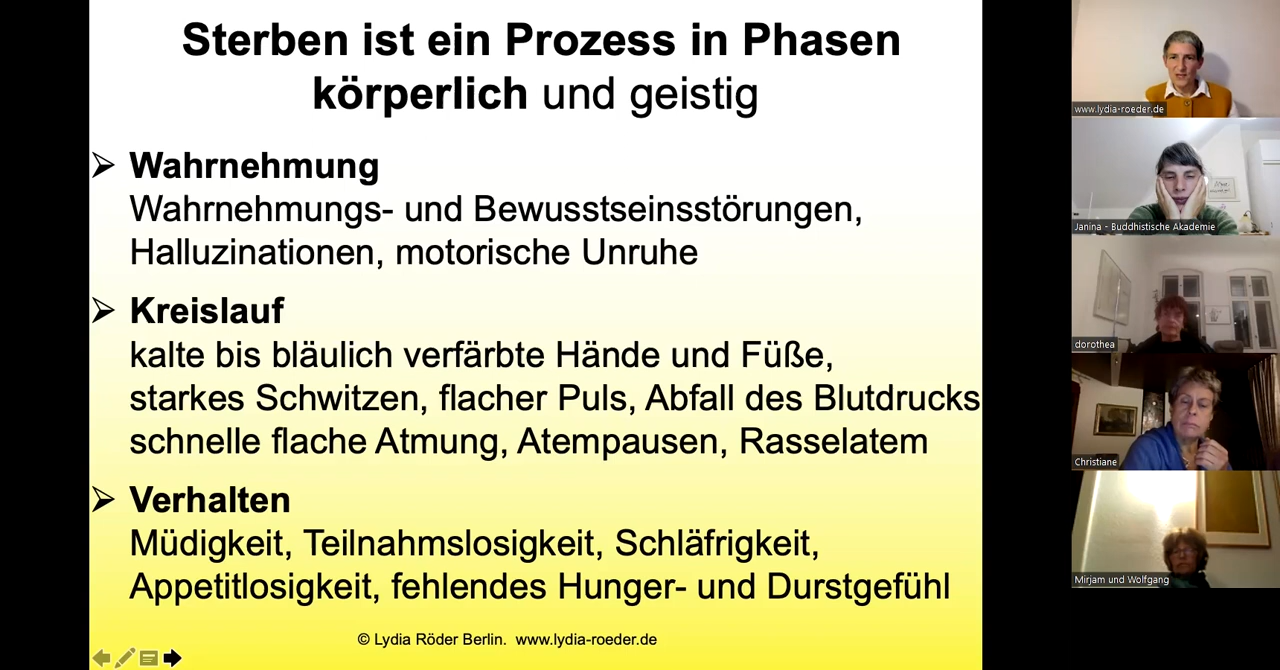 Sterben ist ein Prozess in Phasen
körperlich und geistig
Wahrnehmung
Wahrnehmungs- und Bewusstseinsstörungen,
Halluzinationen, motorische Unruhe
Kreislauf
kalte bis bläulich verfärbte Hände und Füße,
starkes Schwitzen, flacher Puls, Abfall des Blutdrucks
schnelle flache Atmung, Atempausen, Rasselatem
Verhalten
Müdigkeit, Teilnahmslosigkeit, Schläfrigkeit,
Appetitlosigkeit, fehlendes Hunger- und Durstgefühl
© Lydia Röder Berlin. www.lydia-roeder.de
www.lydia-roeder.de
Janina - Buddhistische Akademie
dorothea
Christiane
Mirjam und Wolfgang